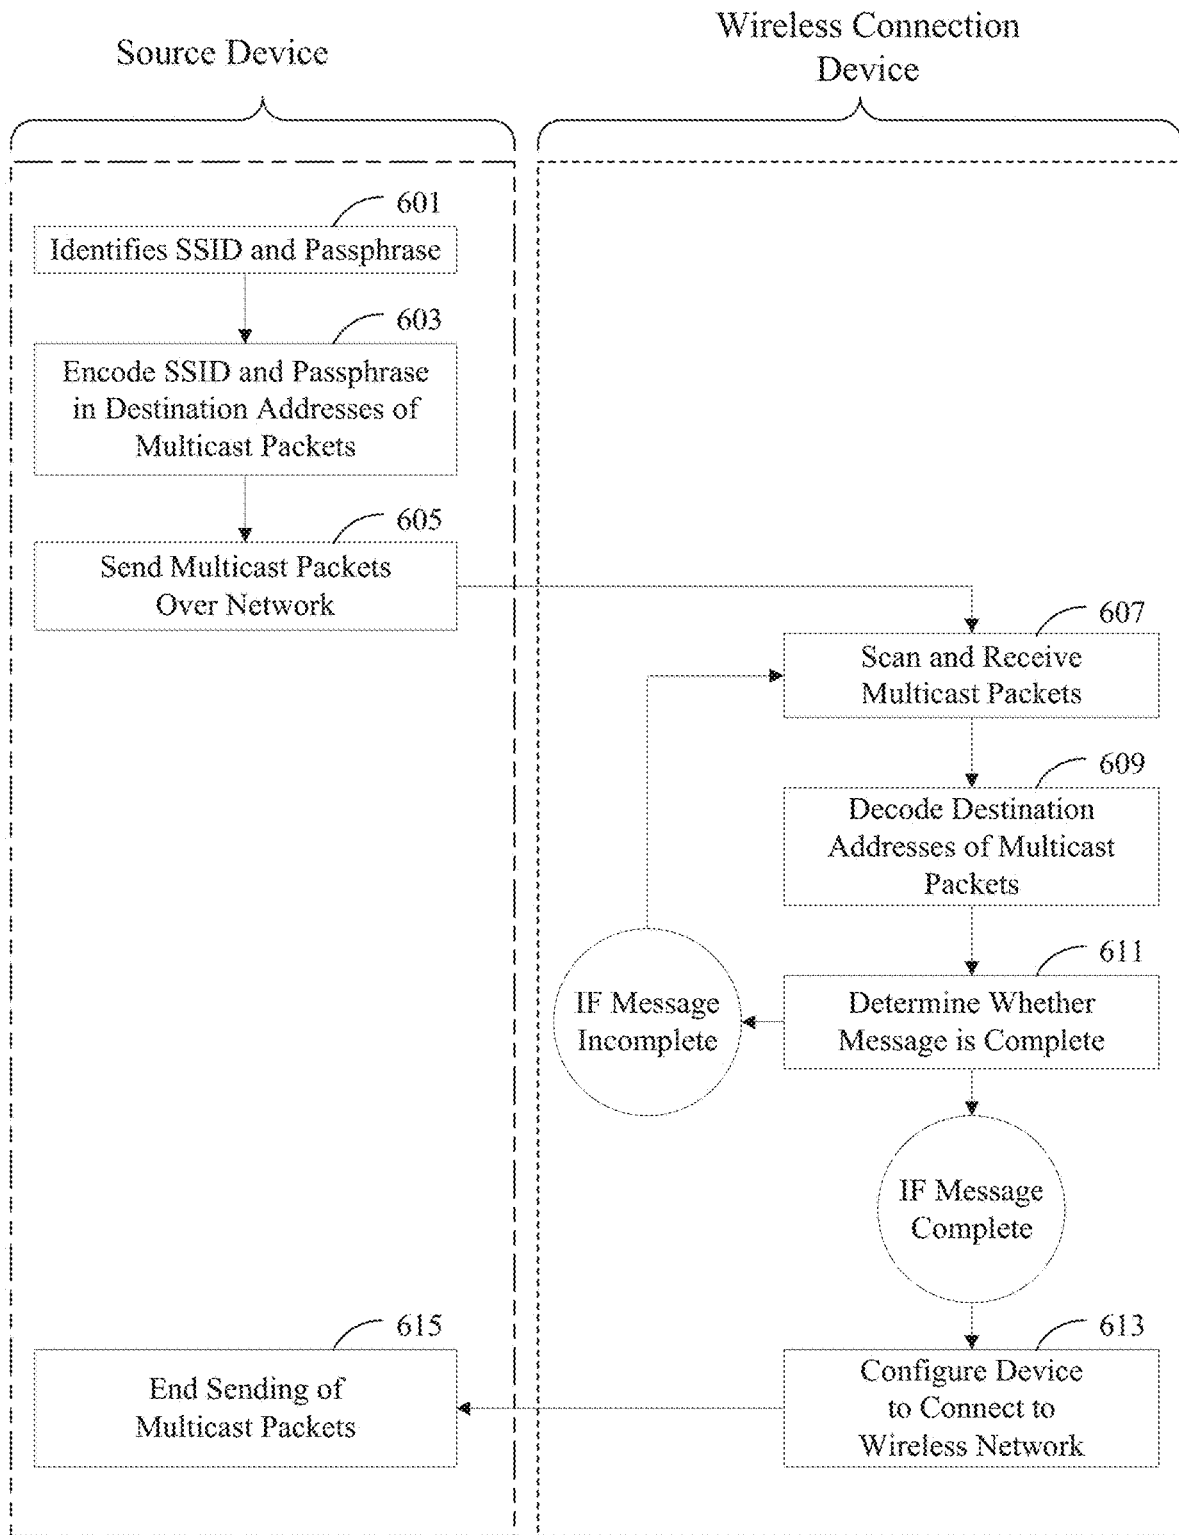 Source Device
Wireless Connection
Device
601
Identifies SSID and Passphrase
603
Encode SSID and Passphrase
in Destination Addresses of
Multicast Packets
605
Send Multicast Packets
Over Network
607
Scan and Receive
Multicast Packets
609
Decode Destination
Addresses of Multicast
Packets
611
Determine Whether
Message is Complete
IF Message
Incomplete
IF Message
Complete
613
Configure Device
to Connect to
Wireless Network
615
End Sending of
Multicast Packets